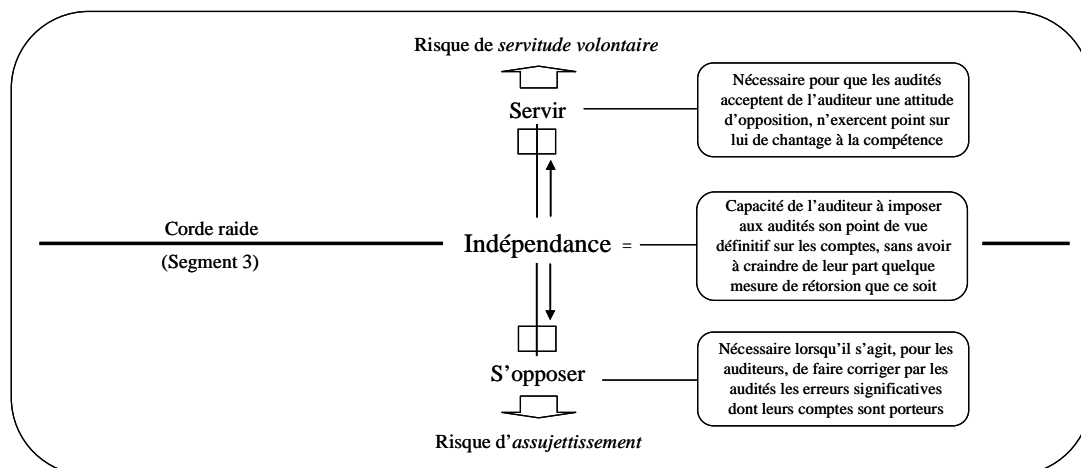 Risque de servitude volontaire
Servir
Nécessaire pour que les audités
acceptent de l'auditeur une attitude
d'opposition, n'exercent point sur
lui de chantage à la compétence
Corde raide
(Segment 3)
Indépendance =
Capacité de l'auditeur à imposer
aux audités son point de vue
définitif sur les comptes, sans avoir
à craindre de leur part quelque
mesure de rétorsion que ce soit
S'opposer
Nécessaire lorsqu'il s'agit, pour les
auditeurs, de faire corriger par les
audités les erreurs significatives
dont leurs comptes sont porteurs
Risque d'assujettissement